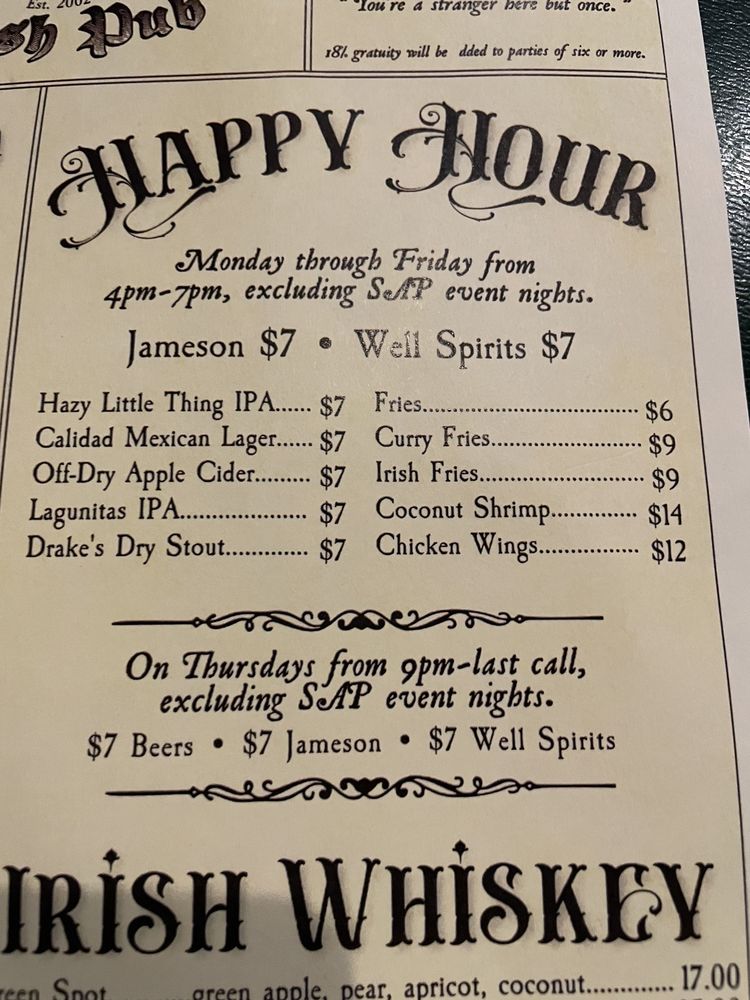 Est. 2002
sh Pub
"You're a stranger here but once."
18% gratuity will be dded to parties of six or more.
HAPPY HOUR
Monday through Friday from
4pm-7pm, excluding SAP event nights.
Jameson $7 • Well Spirits $7
Hazy Little Thing IPA...... $7
Calidad Mexican Lager...... $7
Off-Dry Apple Cider......... $7
Lagunitas IPA..................... $7
Drake's Dry Stout............. $7
Fries................................... $6
Curry Fries......................... $9
Irish Fries........................... $9
Coconut Shrimp.............. $14
Chicken Wings................ $12
On Thursdays from 9pm-last call,
excluding SAP event nights.
$7 Beers • $7 Jameson • $7 Well Spirits
IRISH WHISKEY
reen Spot ............green apple, pear, apricot, coconut............. 17.00